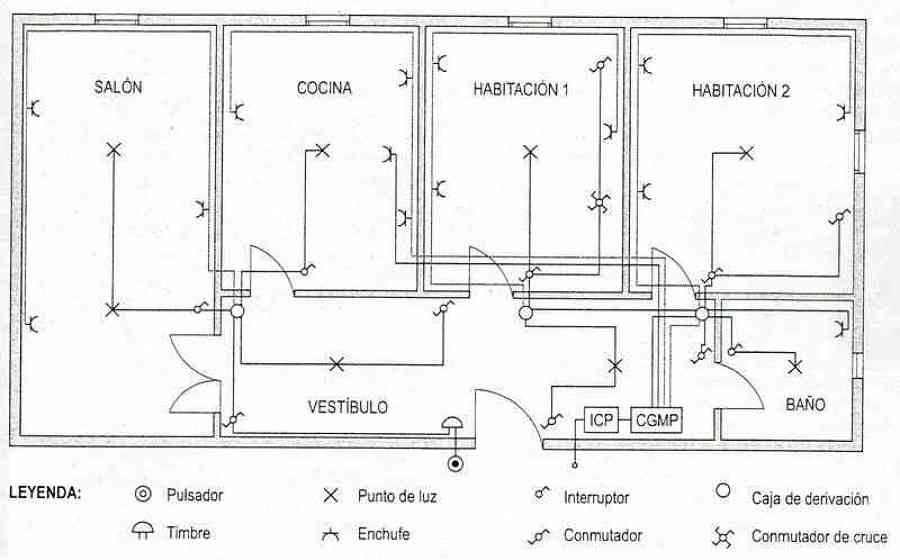 SALÓN
COCINA
HABITACIÓN 1
HABITACIÓN 2
VESTÍBULO
ICP
CGMP
BAÑO
LEYENDA:
Pulsador
Punto de luz
Interruptor
Caja de derivación
Timbre
Enchufe
Conmutador
Conmutador de cruce